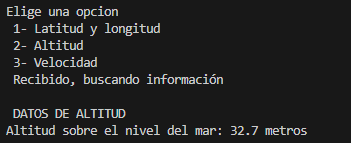 Elige una opcion
1- Latitud y longitud
2- Altitud
3- Velocidad
Recibido, buscando información
DATOS DE ALTITUD
Altitud sobre el nivel del mar: 32.7 metros